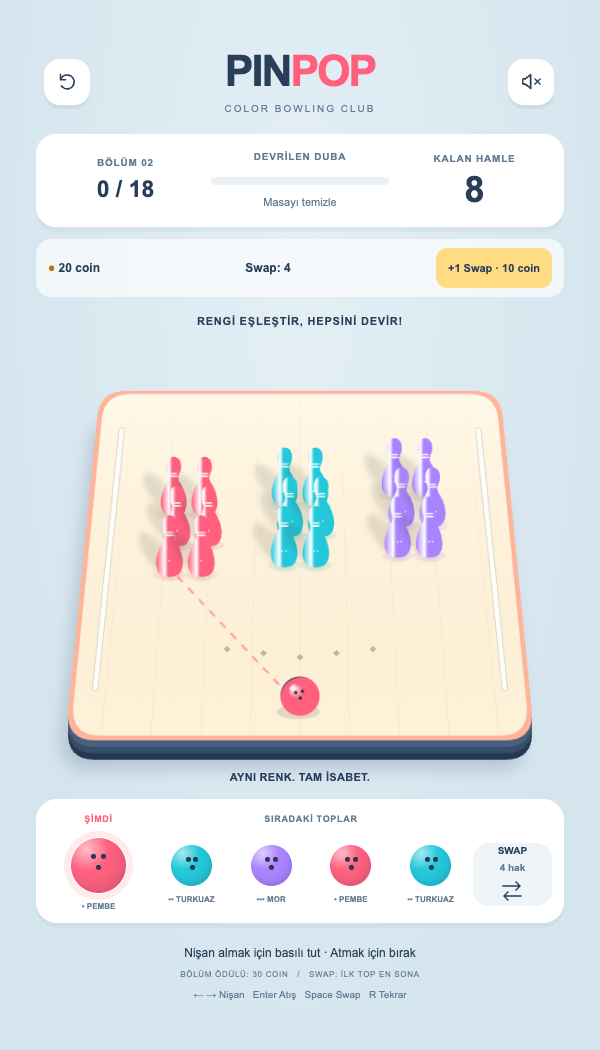 PINPOP
COLOR BOWLING CLUB
BÖLÜM 02
0 / 18
DEVRİLEN DUBA
Masayı temizle
KALAN HAMLE
8
20 coin
Swap: 4
+1 Swap · 10 coin
RENGİ EŞLEŞTİR, HEPSİNİ DEVİR!
AYNI RENK. TAM İSABET.
ŞİMDİ
• PEMBE
SIRADAKİ TOPLAR
•• TURKUAZ
••• MOR
• PEMBE
•• TURKUAZ
SWAP
4 hak
Nişan almak için basılı tut · Atmak için bırak
BÖLÜM ÖDÜLÜ: 30 COIN / SWAP: İLK TOP EN SONA
←→ Nişan Enter Atış Space Swap R Tekrar